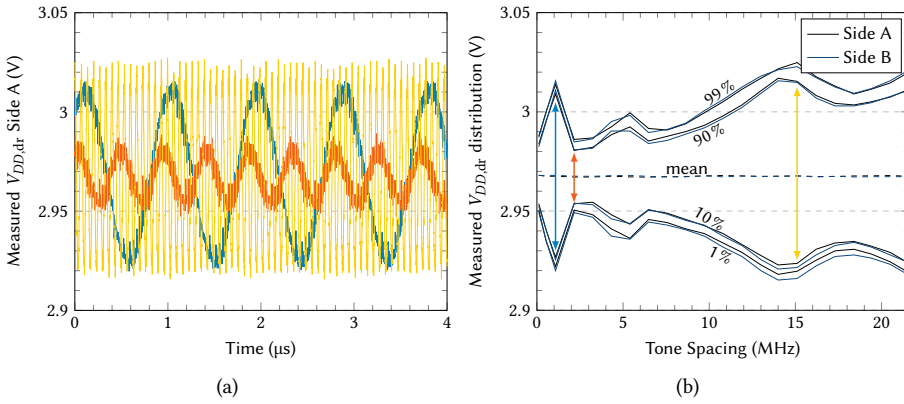 3.05
3
2.95
2.9
Measured V_DD,dr Side A (V)
0
1
2
3
4
Time (μs)
(a)
3.05
3
2.95
2.9
Measured V_DD,dr distribution (V)
Side A
Side B
99%
90%
mean
10%
1%
0
5
10
15
20
Tone Spacing (MHz)
(b)